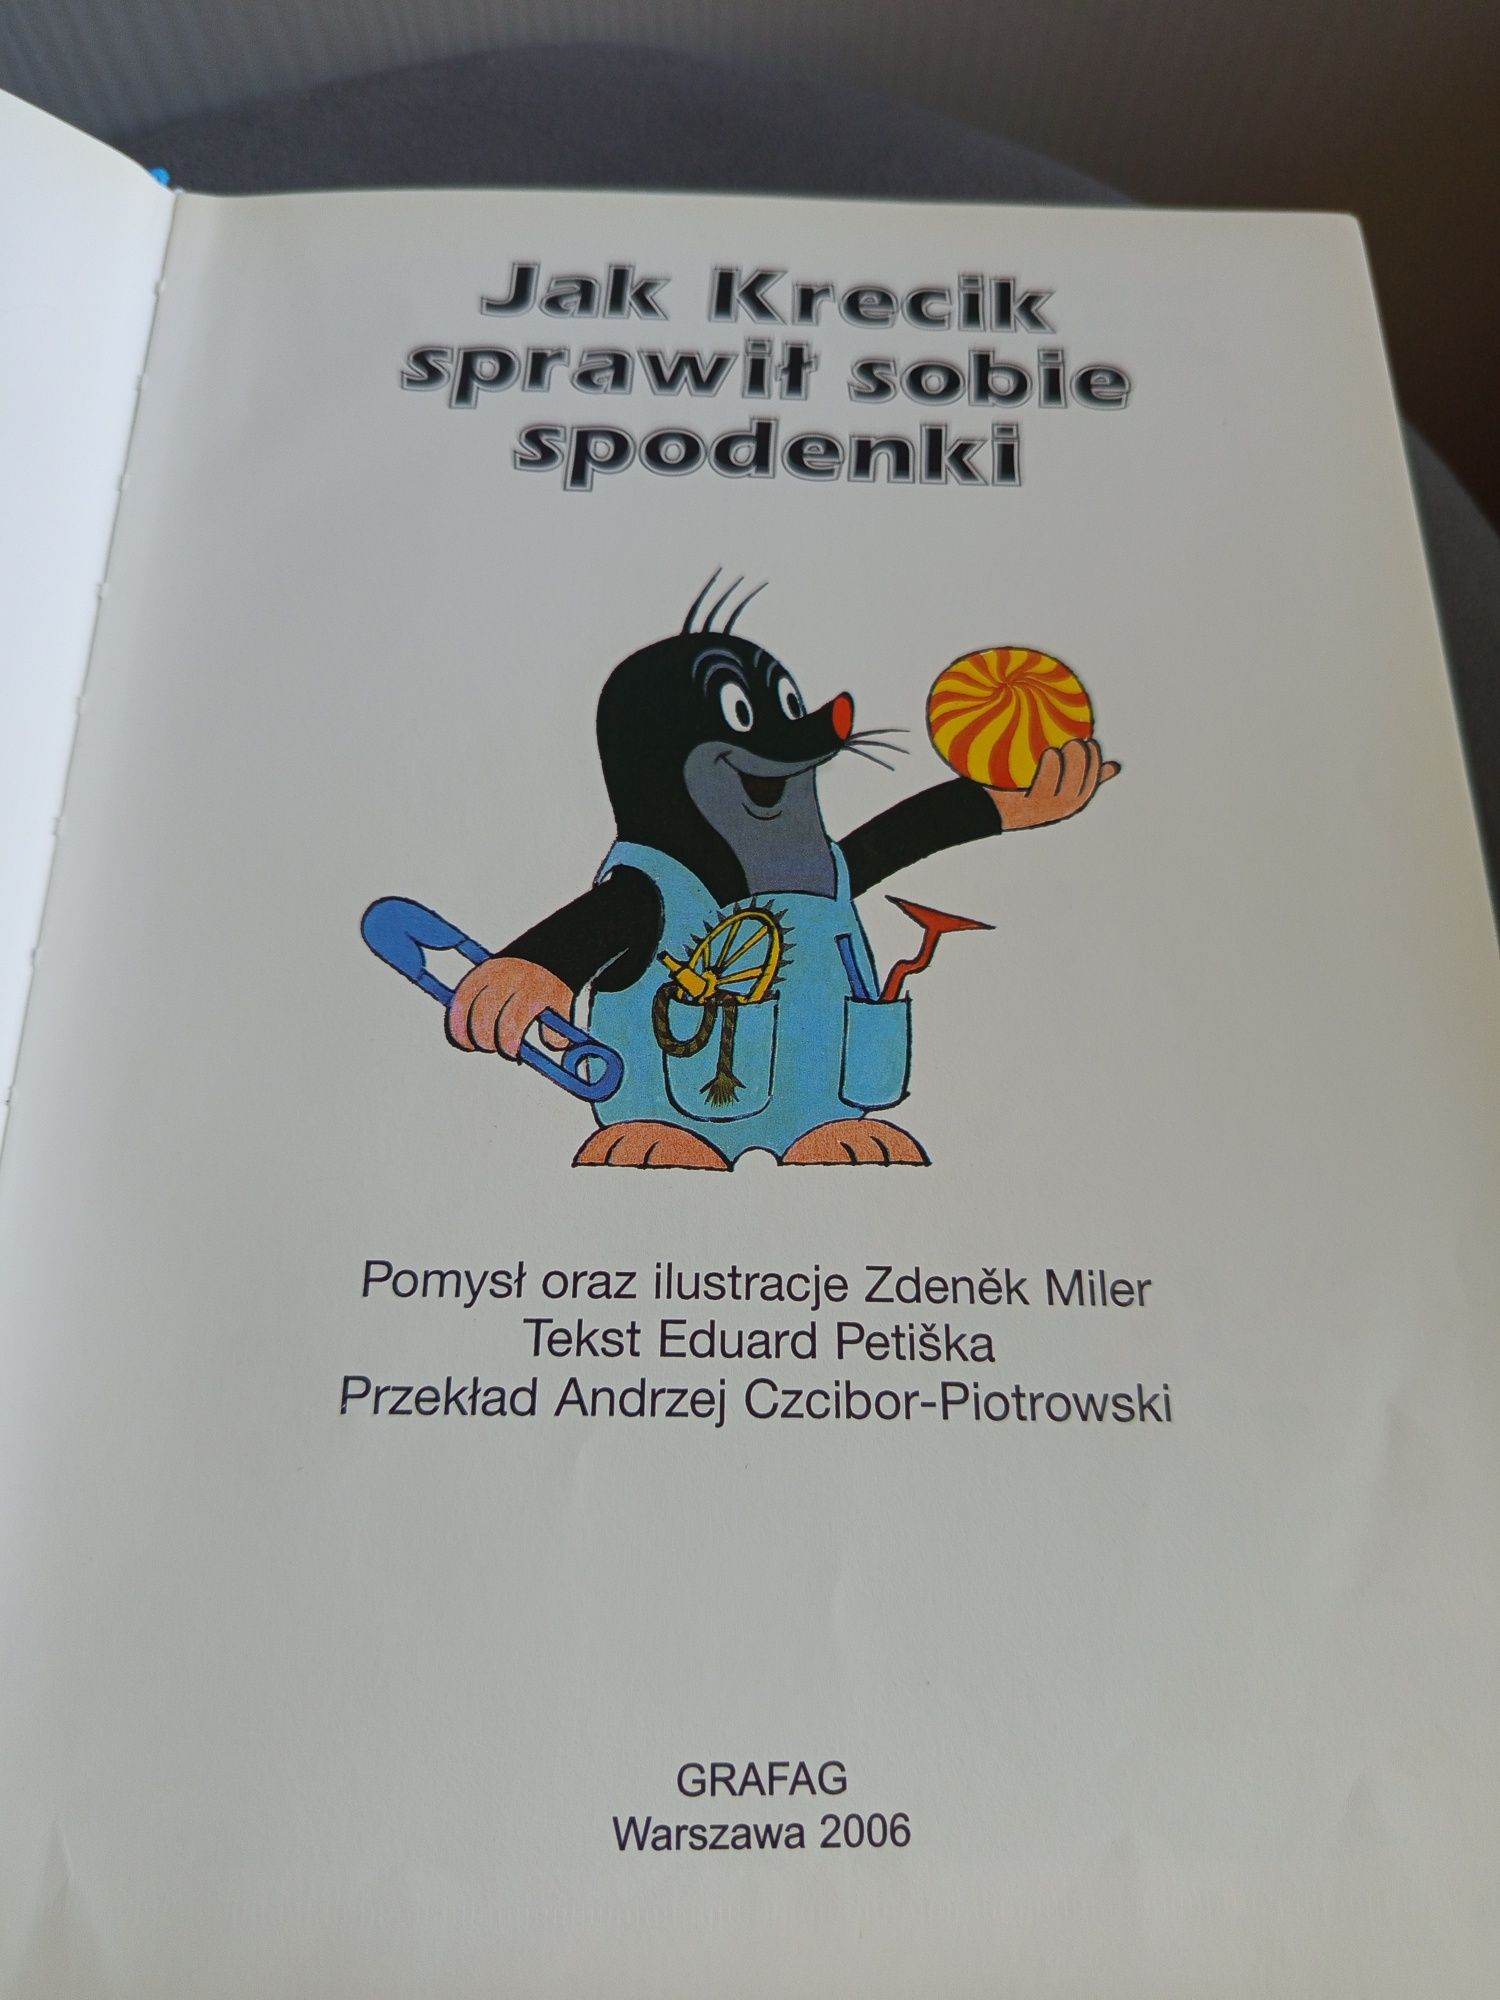 Jak Krecik
sprawił sobie
spodenki
Pomysł oraz ilustracje Zdeněk Miler
Tekst Eduard Petiška
Przekład Andrzej Czcibor-Piotrowski
GRAFAG
Warszawa 2006